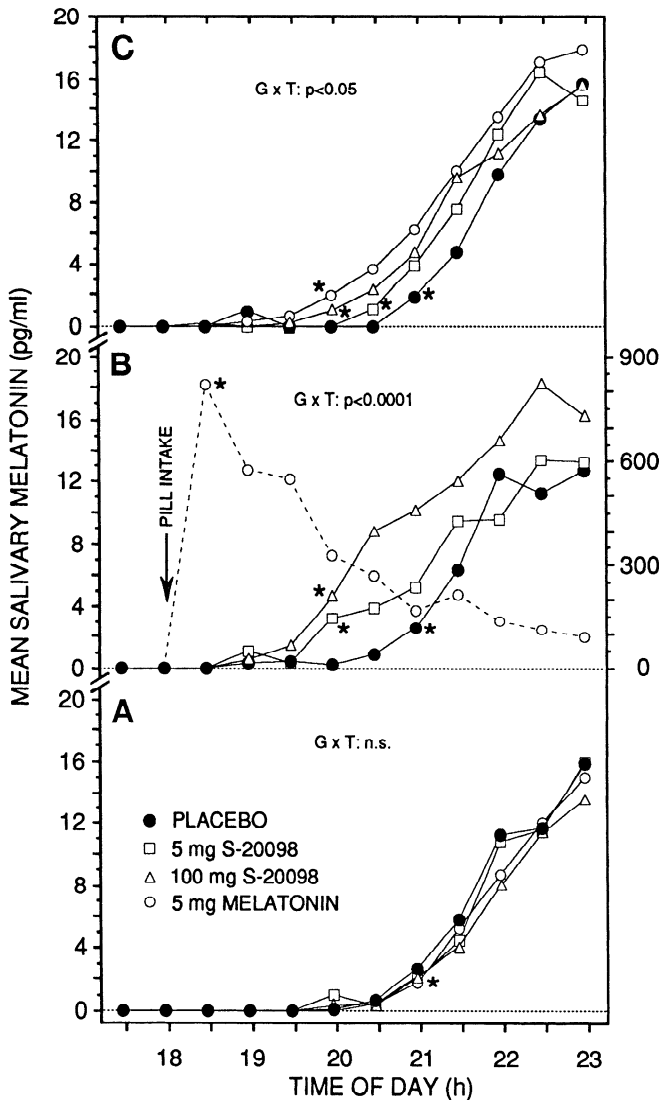 MEAN SALIVARY MELATONIN (pg/ml)
20
C
G x T: p<0.05
16
12
*
8
4
*
*
*
*
0
20
B
G x T: p<0.0001
900
*
16
PILL INTAKE
12
600
8
*
300
4
*
*
0
0
20
A
G x T: n.s.
16
PLACEBO
12
5 mg S-20098
100 mg S-20098
8
5 mg MELATONIN
4
*
0
18 19 20 21 22 23
TIME OF DAY (h)